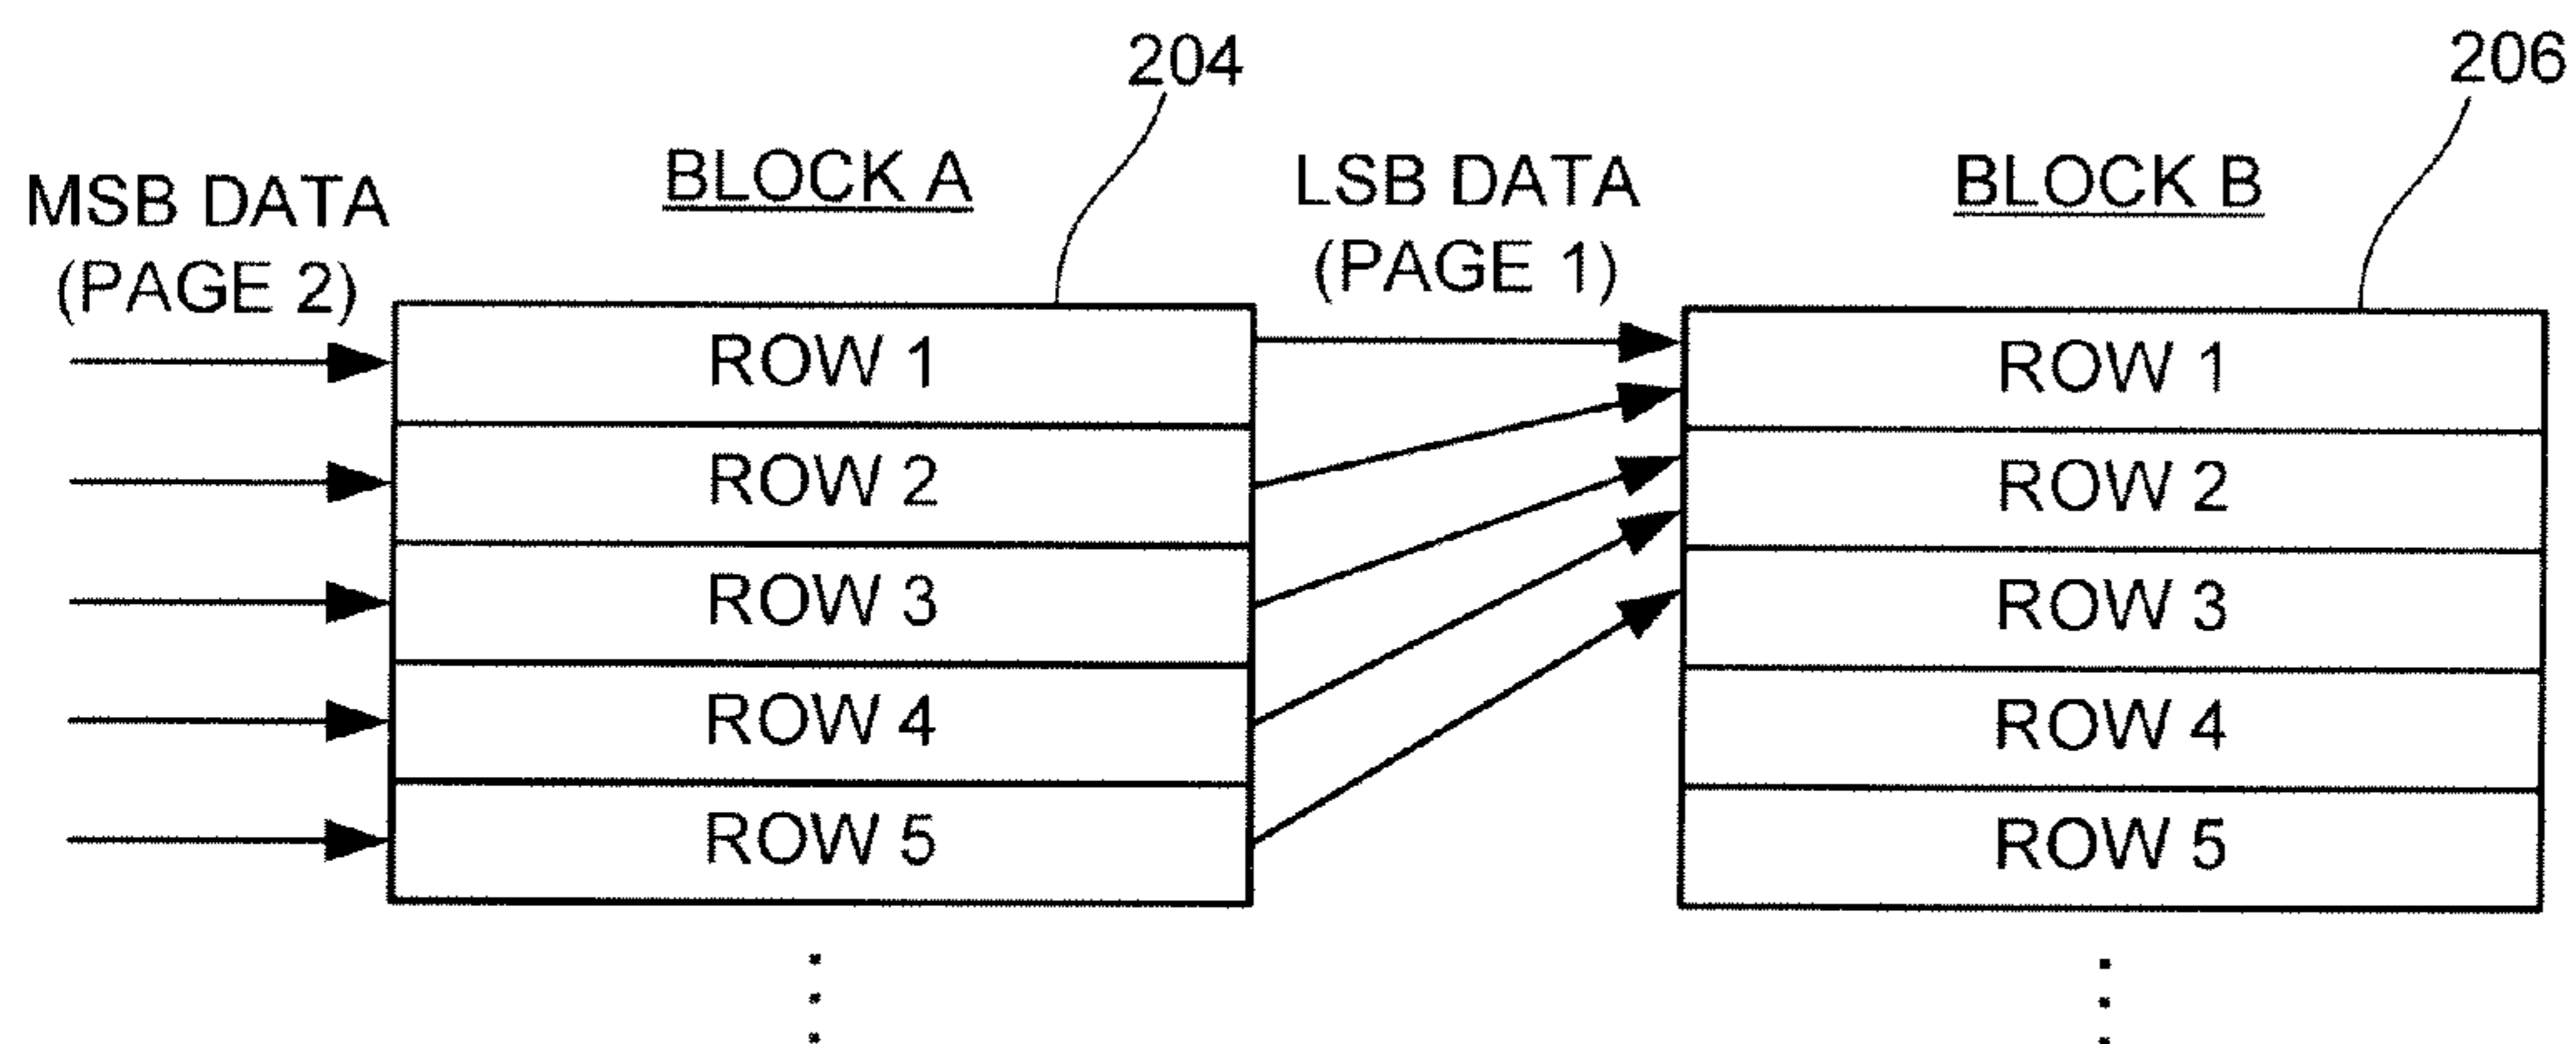 204
206
MSB DATA
(PAGE 2)
BLOCK A
LSB DATA
(PAGE 1)
BLOCK B
ROW 1
ROW 2
ROW 3
ROW 4
ROW 5
ROW 1
ROW 2
ROW 3
ROW 4
ROW 5